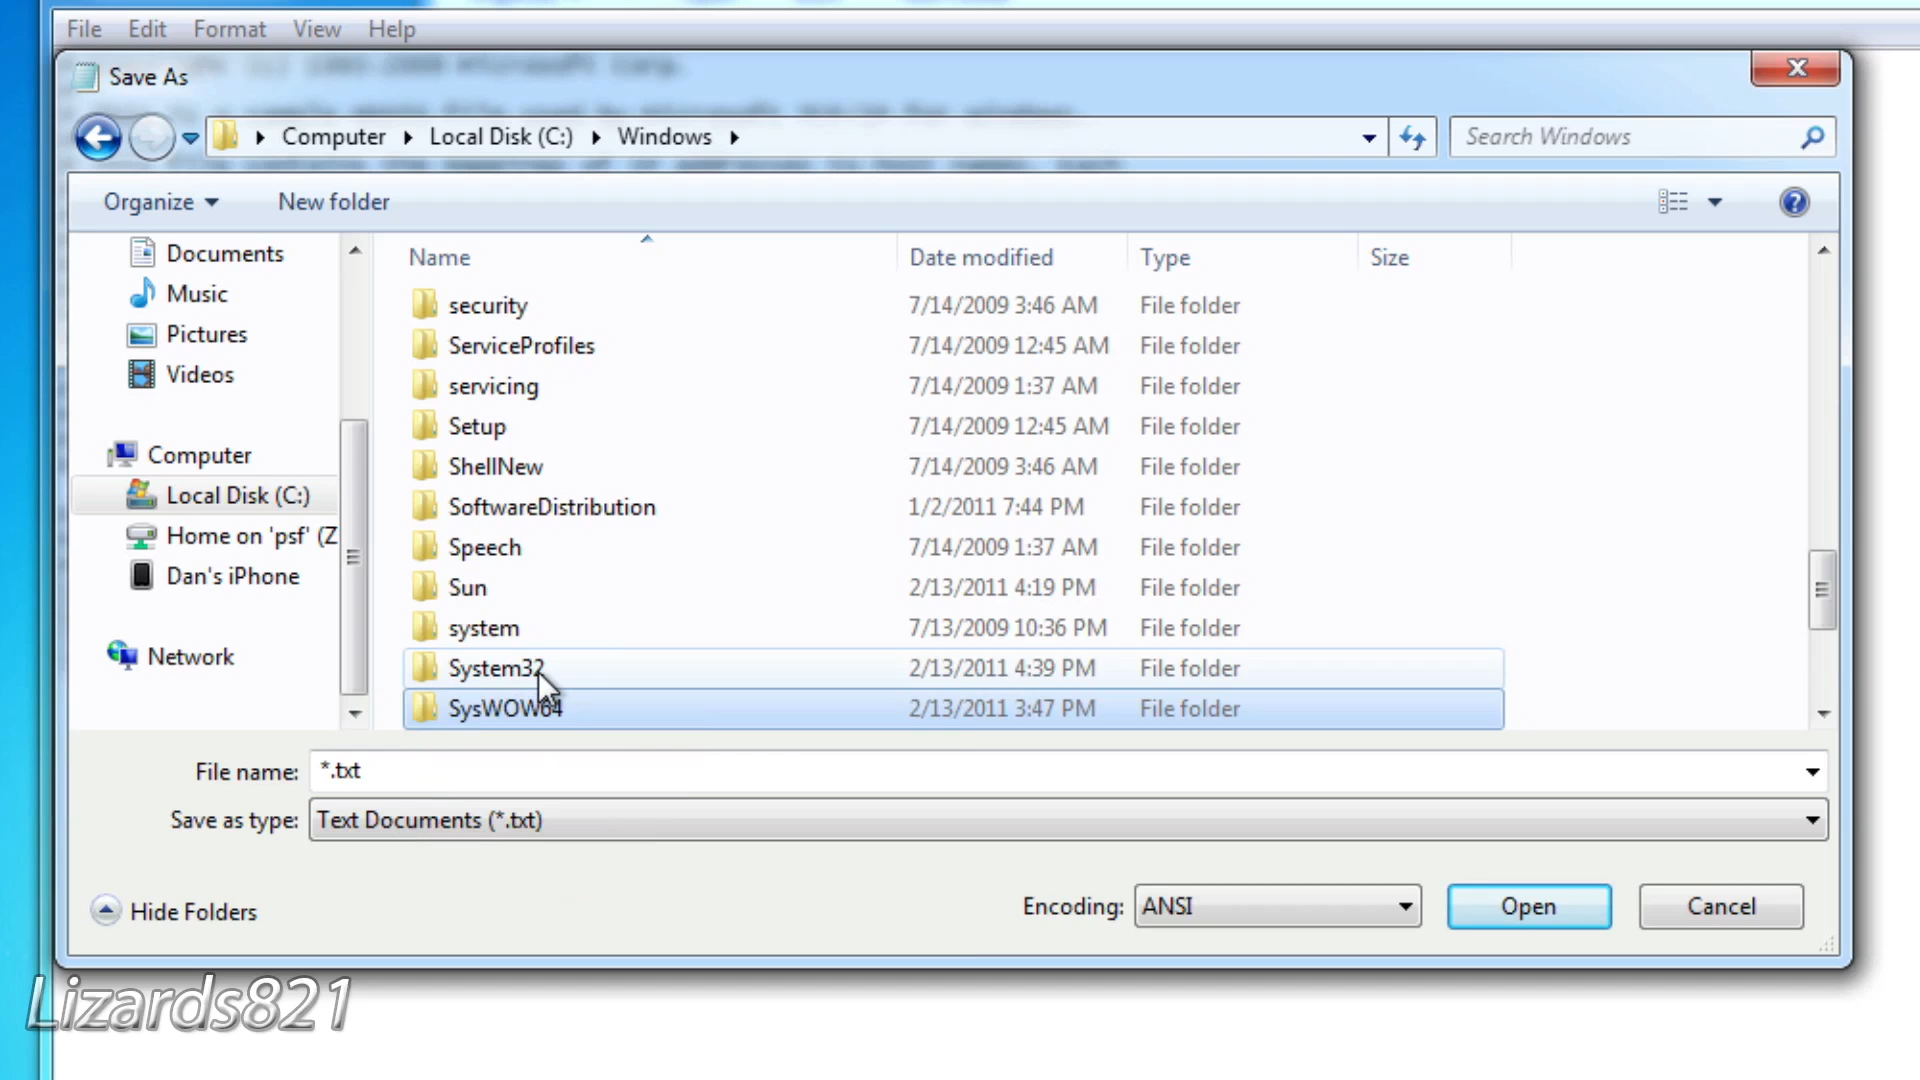 File Edit Format View Help
Save As
Computer Local Disk (C:) Windows
Search Windows
Organize New folder
Name Date modified Type Size
Documents
Music
Pictures
Videos
Computer
Local Disk (C:)
Home on 'psf' (Z
Dan's iPhone
Network
security 7/14/2009 3:46 AM File folder
ServiceProfiles 7/14/2009 12:45 AM File folder
servicing 7/14/2009 1:37 AM File folder
Setup 7/14/2009 12:45 AM File folder
ShellNew 7/14/2009 3:46 AM File folder
SoftwareDistribution 1/2/2011 7:44 PM File folder
Speech 7/14/2009 1:37 AM File folder
Sun 2/13/2011 4:19 PM File folder
system 7/13/2009 10:36 PM File folder
System32 2/13/2011 4:39 PM File folder
SysWOW64 2/13/2011 3:47 PM File folder
File name: *.txt
Save as type: Text Documents (*.txt)
Hide Folders
Encoding: ANSI Open Cancel
Lizards821